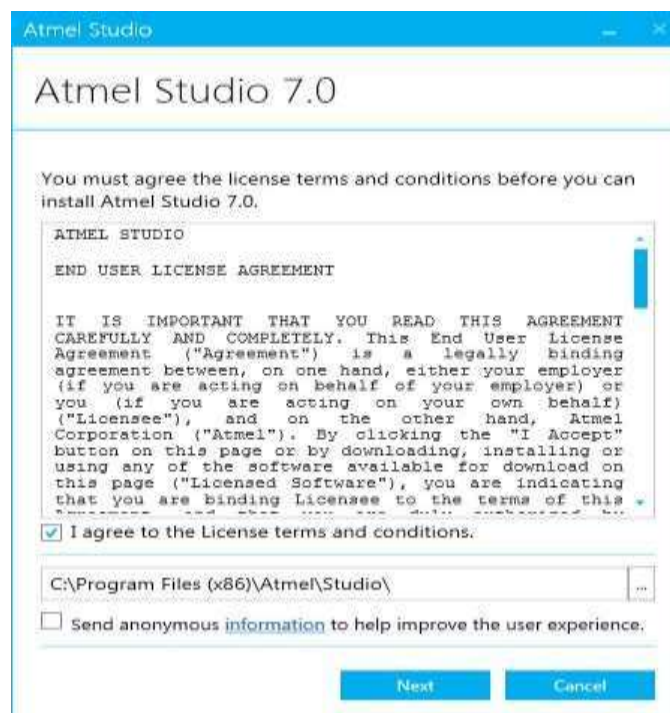 Atmel Studio
Atmel Studio 7.0
You must agree the license terms and conditions before you can
install Atmel Studio 7.0.
ATMEL STUDIO
END USER LICENSE AGREEMENT
IT IS IMPORTANT THAT YOU READ THIS AGREEMENT
CAREFULLY AND COMPLETELY. This End User License
Agreement ("Agreement") is a legally binding
agreement between, on one hand, either your employer
(if you are acting on behalf of your employer) or
you (if you are acting on your own behalf)
("Licensee"), and on the other hand, Atmel
Corporation ("Atmel"). By clicking the "I Accept"
button on this page or by downloading, installing or
using any of the software available for download on
this page ("Licensed Software"), you are indicating
that you are binding Licensee to the terms of this
I agree to the License terms and conditions.
C:\Program Files (x86)\Atmel\Studio\
...
Send anonymous information to help improve the user experience.
Next Cancel